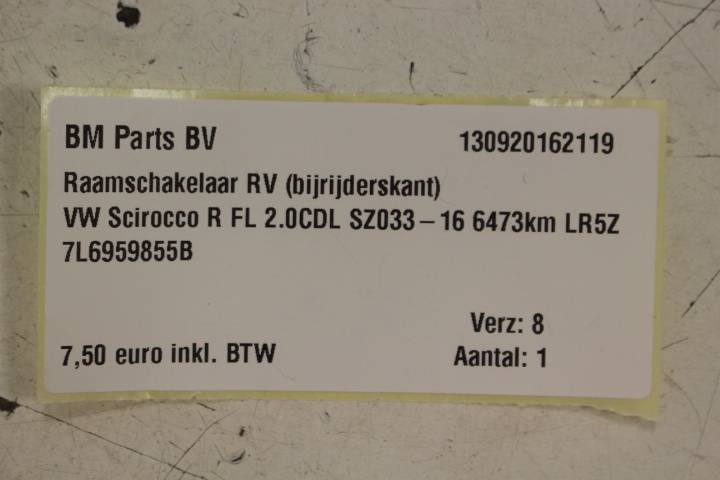 BM Parts BV 130920162119
Raamschakelaar RV (bijrijderskant)
VW Scirocco R FL 2.0CDL SZ033-16 6473km LR5Z
7L6959855B
Verz: 8
7,50 euro inkl. BTW Aantal: 1